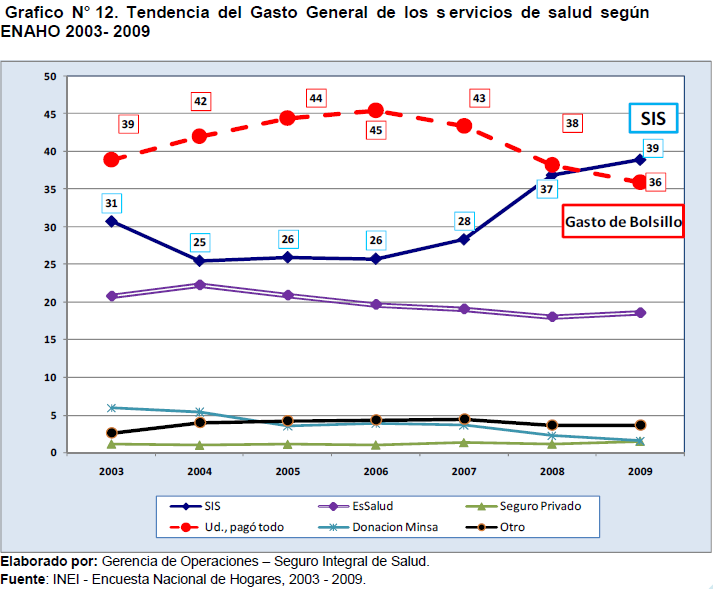 Grafico N° 12. Tendencia del Gasto General de los s ervicios de salud según
ENAHO 2003- 2009
50
45
40
35
30
25
20
15
10
5
0
39
42
44
45
43
38
36
31
25
26
26
28
37
39
SIS
Gasto de Bolsillo
2003 2004 2005 2006 2007 2008 2009
SIS EsSalud Seguro Privado
Ud., pagó todo Donacion Minsa Otro
Elaborado por: Gerencia de Operaciones – Seguro Integral de Salud.
Fuente: INEI - Encuesta Nacional de Hogares, 2003 - 2009.